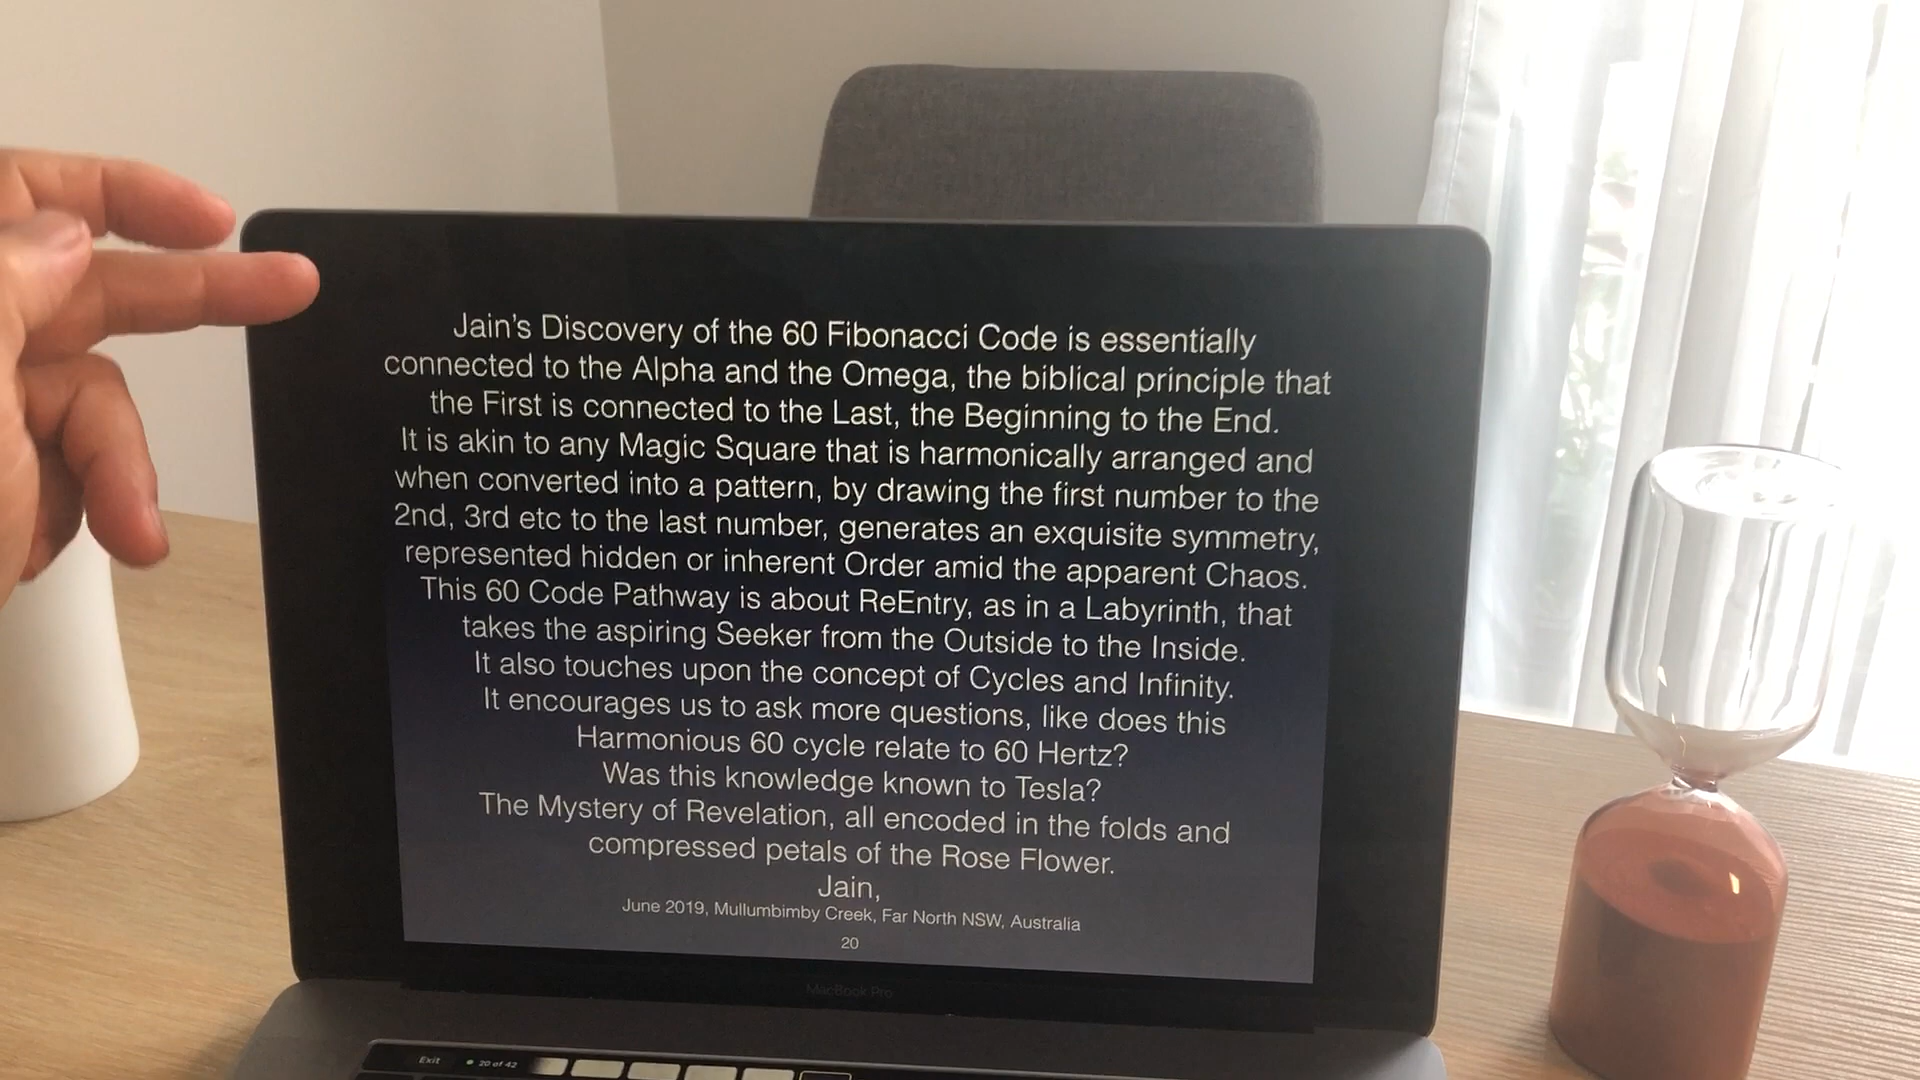 Jain's Discovery of the 60 Fibonacci Code is essentially
connected to the Alpha and the Omega, the biblical principle that
the First is connected to the Last, the Beginning to the End.
It is akin to any Magic Square that is harmonically arranged and
when converted into a pattern, by drawing the first number to the
2nd, 3rd etc to the last number, generates an exquisite symmetry,
represented hidden or inherent Order amid the apparent Chaos.
This 60 Code Pathway is about ReEntry, as in a Labyrinth, that
takes the aspiring Seeker from the Outside to the Inside.
It also touches upon the concept of Cycles and Infinity.
It encourages us to ask more questions, like does this
Harmonious 60 cycle relate to 60 Hertz?
Was this knowledge known to Tesla?
The Mystery of Revelation, all encoded in the folds and
compressed petals of the Rose Flower.
Jain,
June 2019, Mullumbimby Creek, Far North NSW, Australia
20
MacBook Pro
Exit 20 of 42